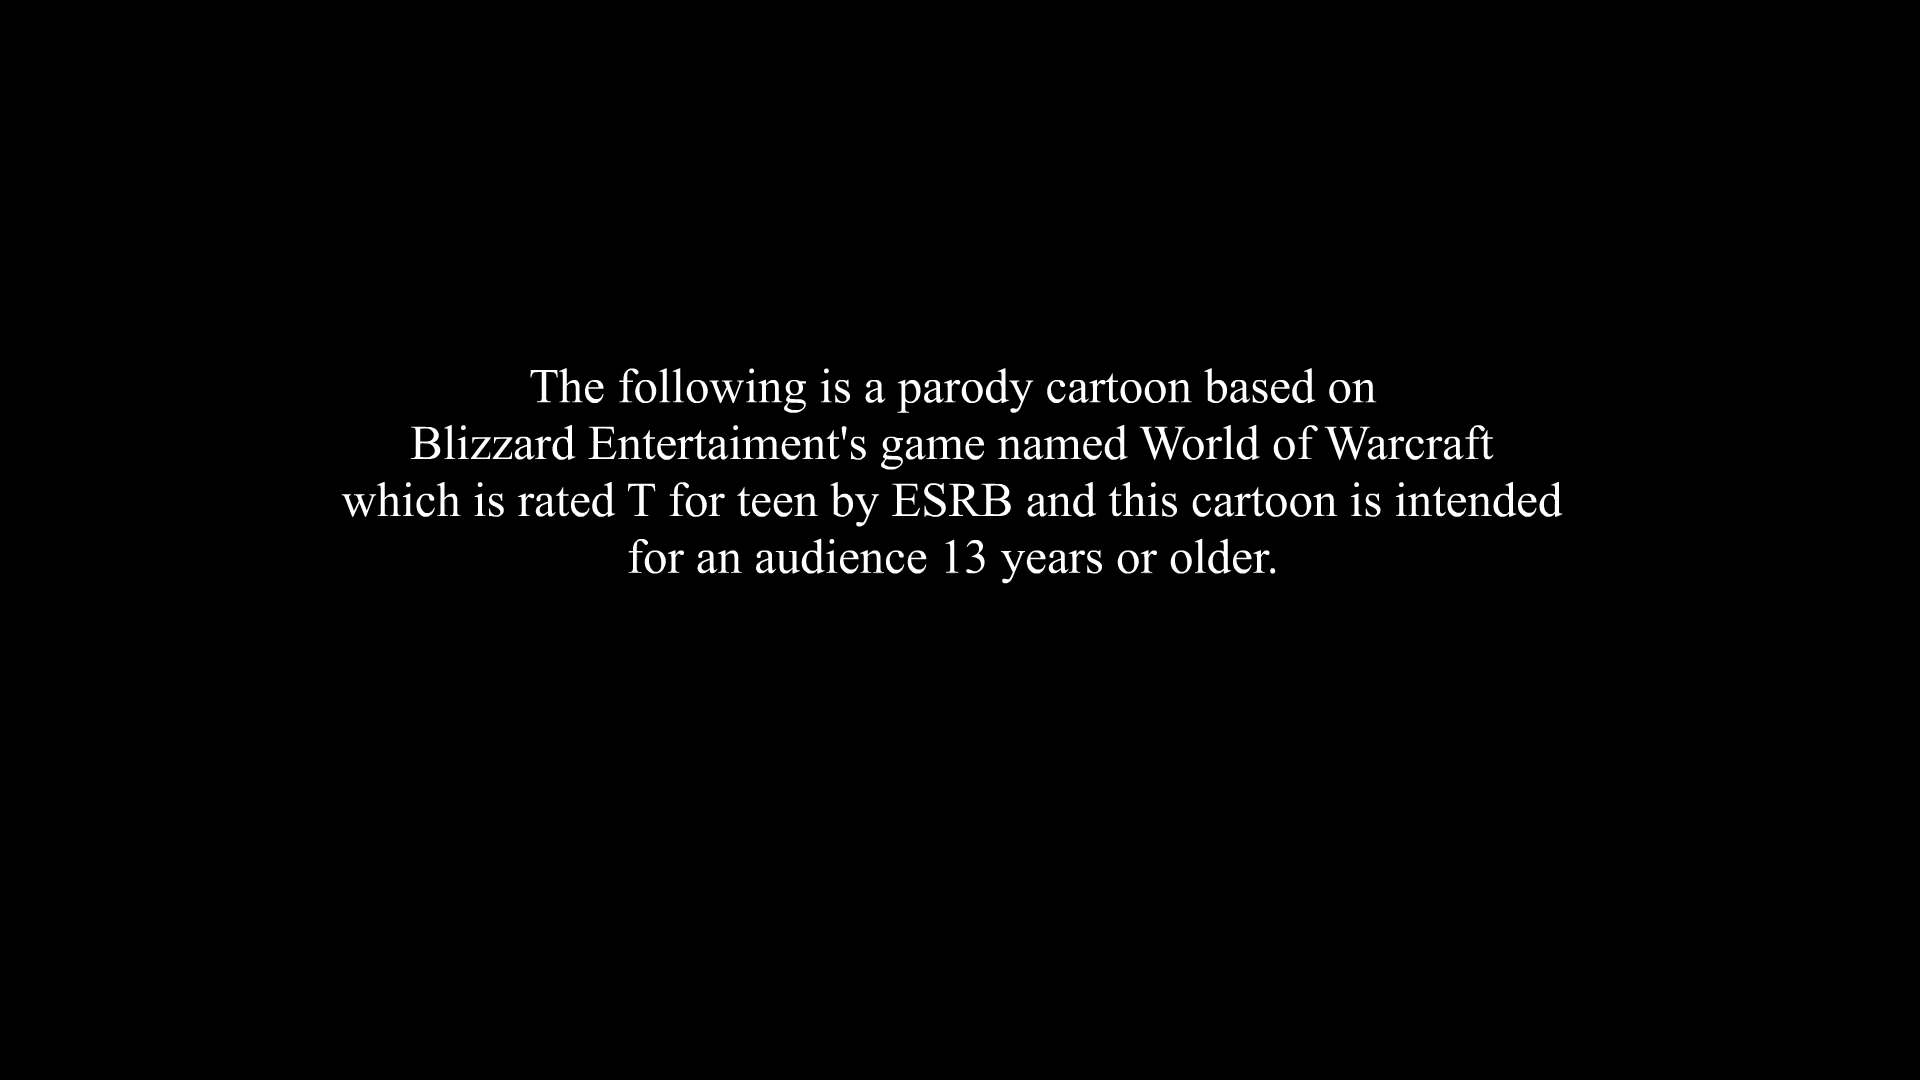 The following is a parody cartoon based on
Blizzard Entertaiment's game named World of Warcraft
which is rated T for teen by ESRB and this cartoon is intended
for an audience 13 years or older.